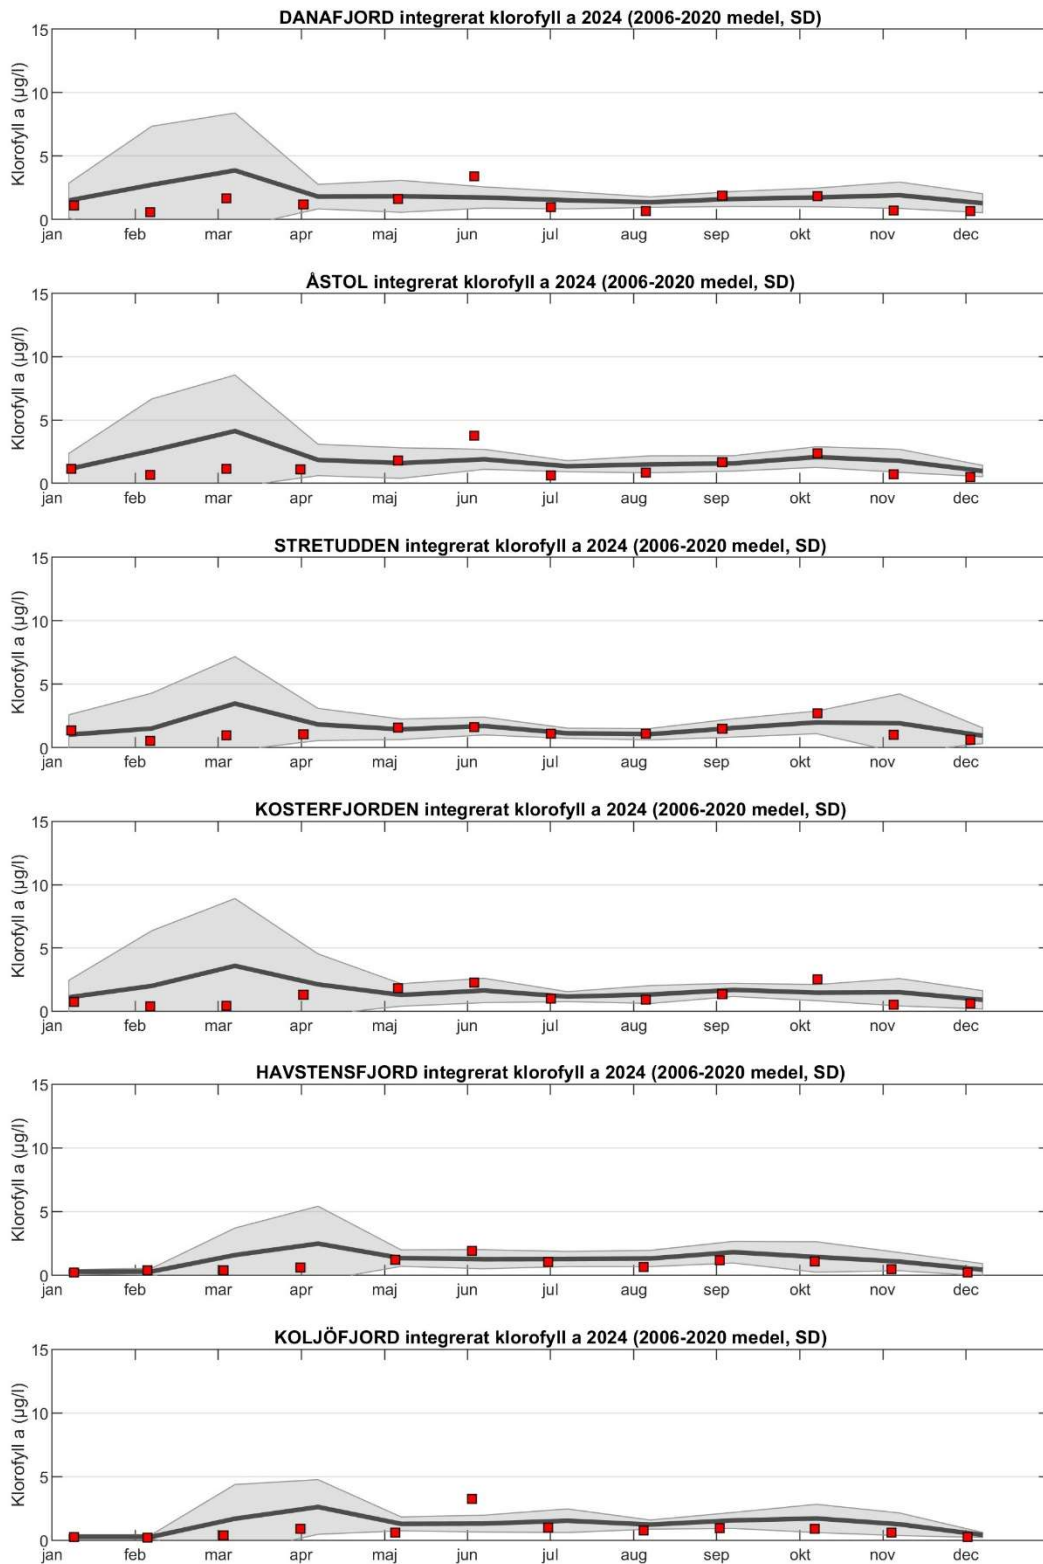 DANAFJORD integrerat klorofyll a 2024 (2006-2020 medel, SD)
Klorofyll a (µg/l)
15
10
5
0
jan feb mar apr maj jun jul aug sep okt nov dec
ÅSTOL integrerat klorofyll a 2024 (2006-2020 medel, SD)
Klorofyll a (µg/l)
15
10
5
0
jan feb mar apr maj jun jul aug sep okt nov dec
STRETUDDEN integrerat klorofyll a 2024 (2006-2020 medel, SD)
Klorofyll a (µg/l)
15
10
5
0
jan feb mar apr maj jun jul aug sep okt nov dec
KOSTERFJORDEN integrerat klorofyll a 2024 (2006-2020 medel, SD)
Klorofyll a (µg/l)
15
10
5
0
jan feb mar apr maj jun jul aug sep okt nov dec
HAVSTENSFJORD integrerat klorofyll a 2024 (2006-2020 medel, SD)
Klorofyll a (µg/l)
15
10
5
0
jan feb mar apr maj jun jul aug sep okt nov dec
KOLJÖFJORD integrerat klorofyll a 2024 (2006-2020 medel, SD)
Klorofyll a (µg/l)
15
10
5
0
jan feb mar apr maj jun jul aug sep okt nov dec